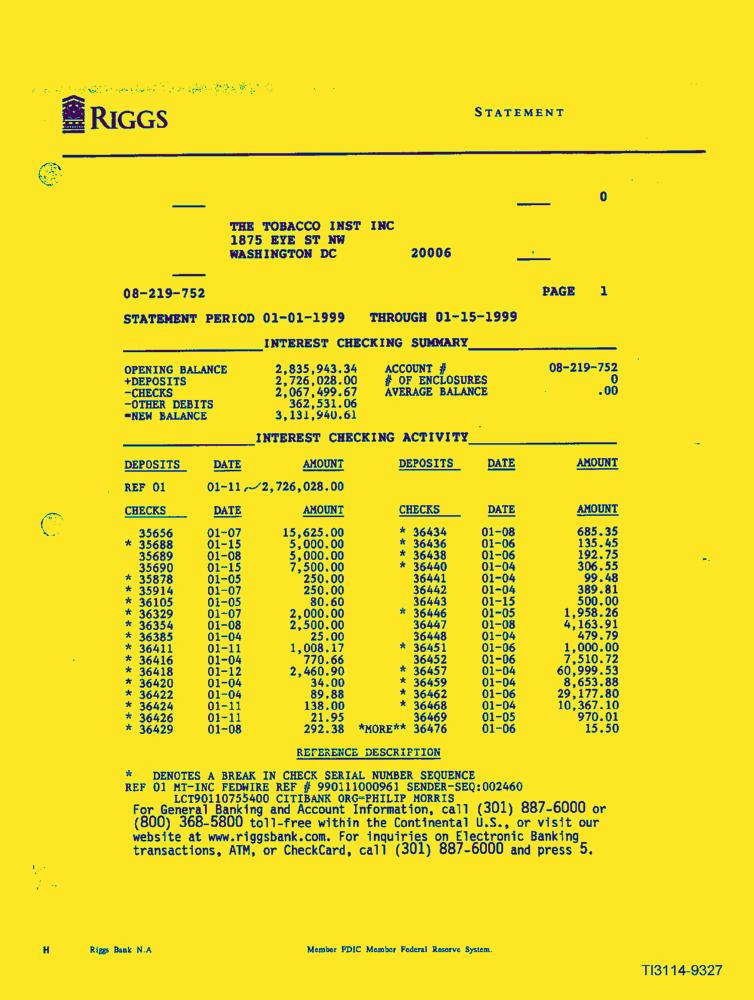 RIGGS STATEMENT
0
THE TOBACCO INST INC
1875 EYE ST NW
WASHINGTON DC 20006
08-219-752 PAGE 1
STATEMENT PERIOD 01-01-1999 THROUGH 01-15-1999
INTEREST CHECKING SUMMARY
OPENING BALANCE 2,835,943.34 ACCOUNT # 08-219-752
+DEPOSITS 2,726,028.00 # OF ENCLOSURES 0
-CHECKS 2,067,499.67 AVERAGE BALANCE .00
-OTHER DEBITS 362,531.06
=NEW BALANCE 3,131,940.61
INTEREST CHECKING ACTIVITY
DEPOSITS DATE AMOUNT DEPOSITS DATE AMOUNT
REF 01 01-11 2,726,028.00
CHECKS DATE AMOUNT CHECKS DATE AMOUNT
35656 01-07 15,625.00 * 36434 01-08 685.35
* 35688 01-15 5,000.00 * 36436 01-06 135.45
35689 01-08 5,000.00 * 36438 01-06 192.75
35690 01-15 7,500.00 * 36440 01-04 306.55
* 35878 01-05 250.00 36441 01-04 99.48
* 35914 01-07 250.00 36442 01-04 389.81
* 36105 01-05 80.60 36443 01-15 500.00
* 36329 01-07 2,000.00 * 36446 01-05 1,958.26
* 36354 01-08 2,500.00 36447 01-08 4,163.91
* 36385 01-04 25.00 36448 01-04 479.79
* 36411 01-11 1,008.17 * 36451 01-06 1,000.00
* 36416 01-04 770.66 36452 01-06 7,510.72
* 36418 01-12 2,460.90 * 36457 01-04 60,999.53
* 36420 01-04 34.00 * 36459 01-04 8,653.88
* 36422 01-04 89.88 * 36462 01-06 29,177.80
* 36424 01-11 138.00 * 36468 01-04 10,367.10
* 36426 01-11 21.95 36469 01-05 970.01
* 36429 01-08 292.38 *MORE** 36476 01-06 15.50
REFERENCE DESCRIPTION
* DENOTES A BREAK IN CHECK SERIAL NUMBER SEQUENCE
REF 01 MT-INC FEDWIRE REF # 990111000961 SENDER-SEQ:002460
LCT90110755400 CITIBANK ORG=PHILIP MORRIS
For General Banking and Account Information, call (301) 887-6000 or
(800) 368-5800 toll-free within the Continental U.S., or visit our
website at www.riggsbank.com. For inquiries on Electronic Banking
transactions, ATM, or CheckCard, call (301) 887-6000 and press 5.
H Riggs Bank N.A Member FDIC Member Federal Reserve System.
TI3114-9327